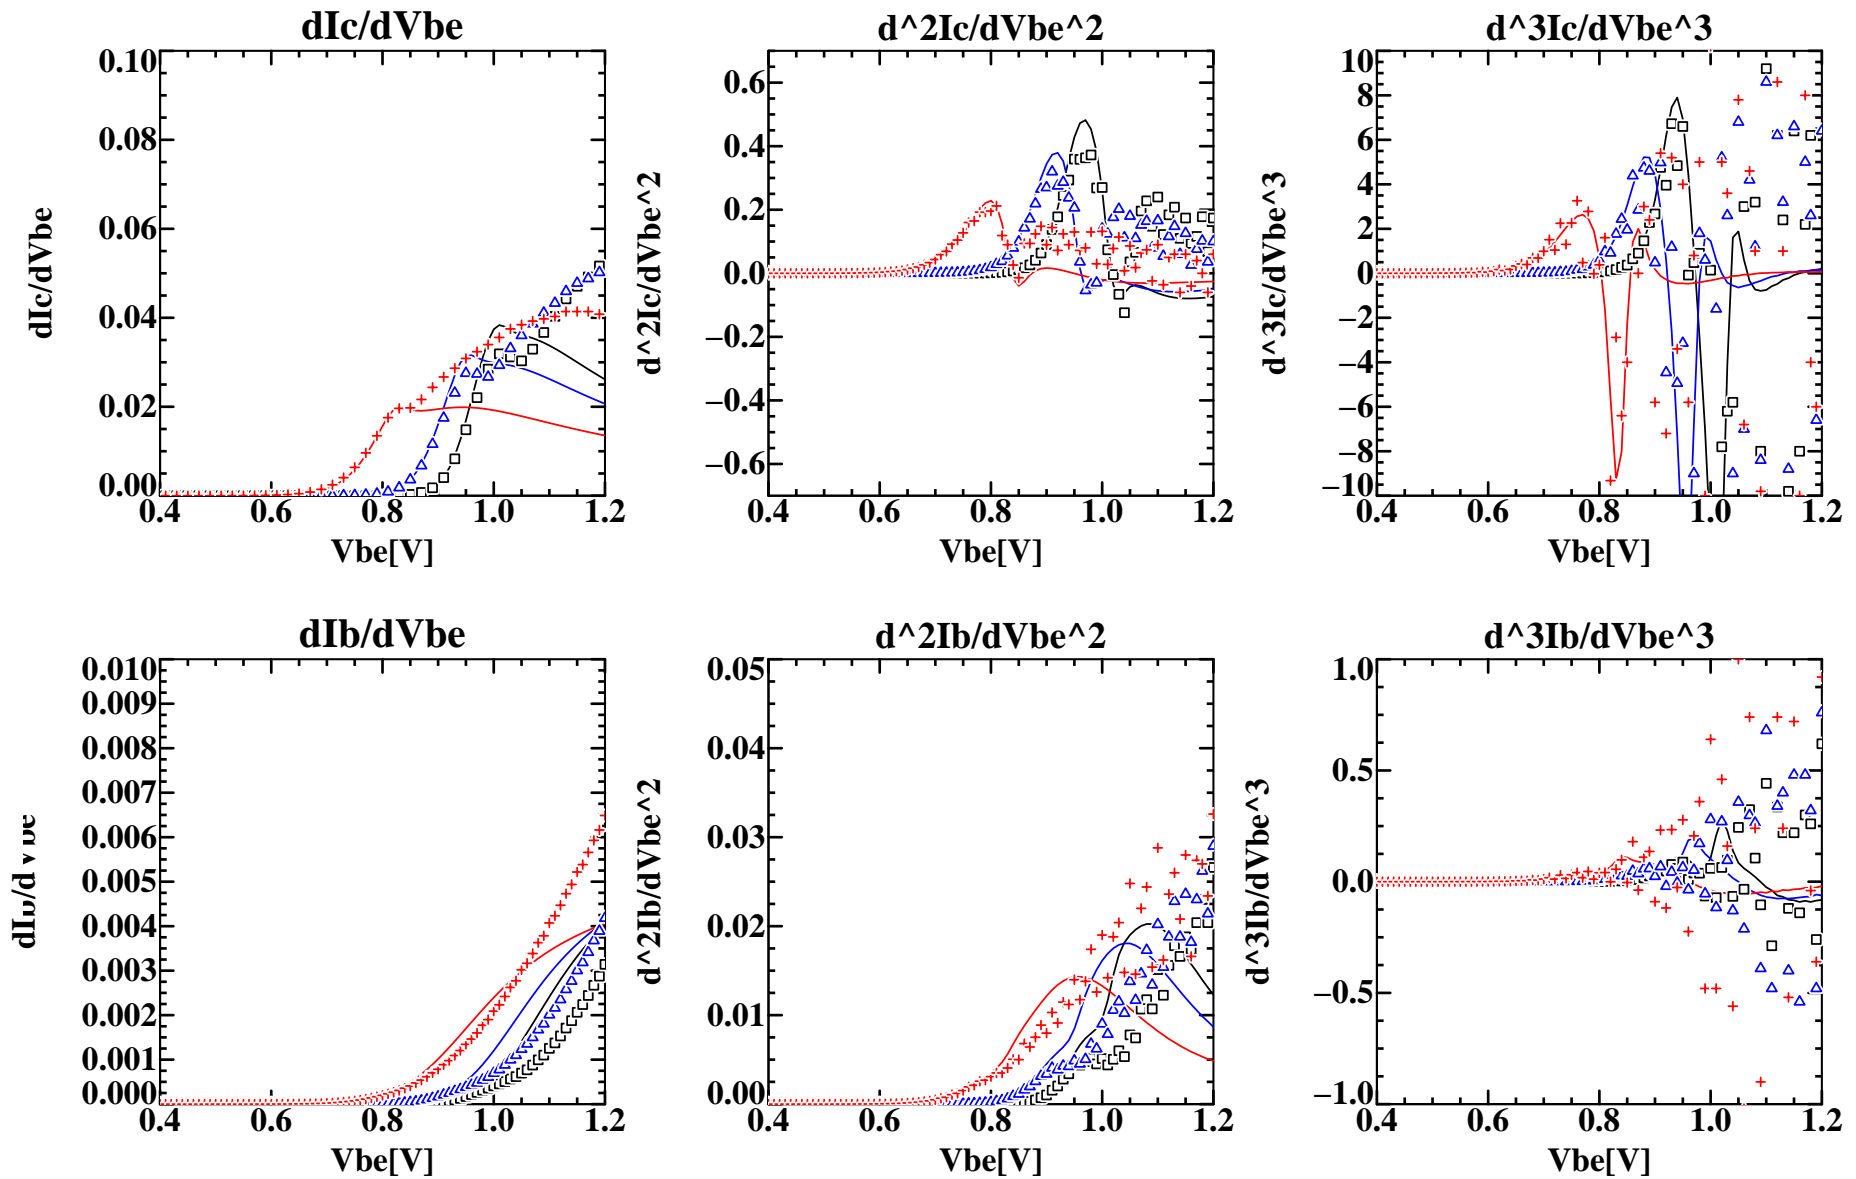 dIc/dVbe
d^2Ic/dVbe^2
d^3Ic/dVbe^3
0.10
0.08
0.06
0.04
0.02
0.00
dIc/dVbe
0.4 0.6 0.8 1.0 1.2
Vbe[V]
0.6
0.4
0.2
0.0
−0.2
−0.4
−0.6
d^2Ic/dVbe^2
0.4 0.6 0.8 1.0 1.2
Vbe[V]
10
8
6
4
2
0
−2
−4
−6
−8
−10
d^3Ic/dVbe^3
0.4 0.6 0.8 1.0 1.2
Vbe[V]
dIb/dVbe
d^2Ib/dVbe^2
d^3Ib/dVbe^3
0.010
0.009
0.008
0.007
0.006
0.005
0.004
0.003
0.002
0.001
0.000
dIb/dVbe
0.4 0.6 0.8 1.0 1.2
Vbe[V]
0.05
0.04
0.03
0.02
0.01
0.00
d^2Ib/dVbe^2
0.4 0.6 0.8 1.0 1.2
Vbe[V]
1.0
0.5
0.0
−0.5
−1.0
d^3Ib/dVbe^3
0.4 0.6 0.8 1.0 1.2
Vbe[V]